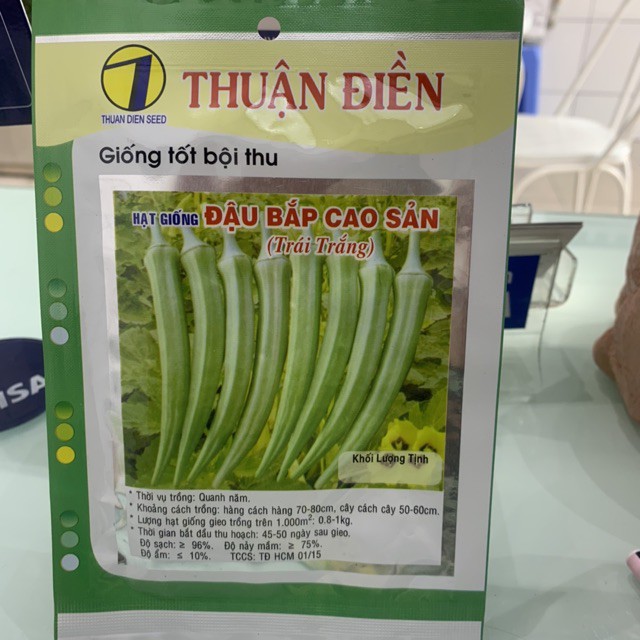 THUẬN ĐIỀN
THUAN DIEN SEED
Giống tốt bội thu
HẠT GIỐNG ĐẬU BẮP CAO SẢN
(Trái Trắng)
Khối Lượng Tịnh
* Thời vụ trồng: Quanh năm.
* Khoảng cách trồng: hàng cách hàng 70-80cm, cây cách cây 50-60cm.
* Lượng hạt giống gieo trồng trên 1.000m²: 0.8-1kg.
* Thời gian bắt đầu thu hoạch: 45-50 ngày sau gieo.
Độ sạch: ≥ 96%. Độ nảy mầm: ≥ 75%.
Độ ẩm: ≤ 10%. TCCS: TĐ HCM 01/15